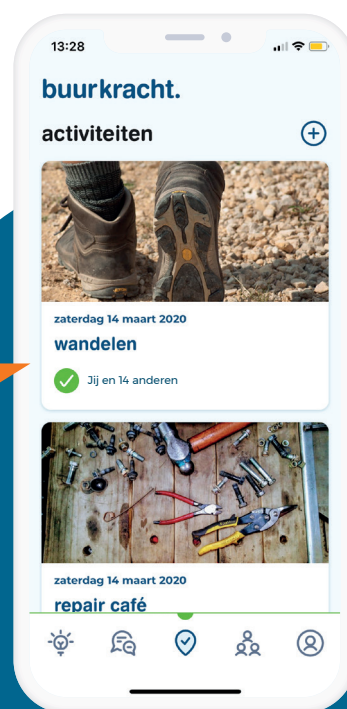 13:28
buurkracht.
activiteiten
zaterdag 14 maart 2020
wandelen
Jij en 14 anderen
zaterdag 14 maart 2020
repair café